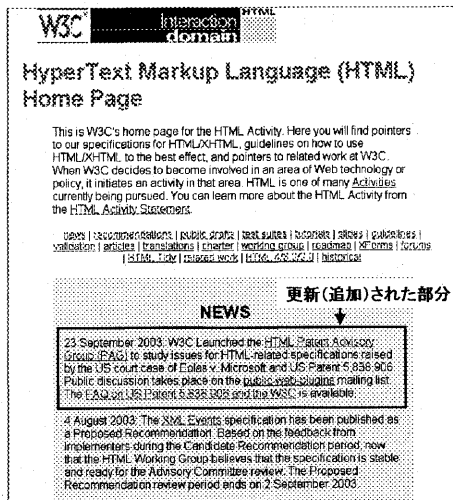 W3C Interaction domain HTML
HyperText Markup Language (HTML)
Home Page
This is W3C's home page for the HTML Activity. Here you will find pointers
to our specifications for HTML/XHTML, guidelines on how to use
HTML/XHTML to the best effect, and pointers to related work at W3C.
When W3C decides to become involved in an area of Web technology or
policy, it initiates an activity in that area. HTML is one of many Activities
currently being pursued. You can learn more about the HTML Activity from
the HTML Activity Statement.
news | recommendations | public drafts | test suites | tutorials | slides | guidelines |
validation | articles | translations | charter | working group | roadmap | XForms | forums
| HTML Tidy | related work | HTML 4/3.2/2.0 | historical
更新(追加)された部分
NEWS
23 September 2003: W3C Launched the HTML Patent Advisory
Group (PAG) to study issues for HTML-related specifications raised
by the US court case of Eolas v. Microsoft and US Patent 5,838,906.
Public discussion takes place on the public-web-plugins mailing list.
The FAQ on US Patent 5,838,906 and the W3C is available.
4 August 2003: The XML Events specification has been published as
a Proposed Recommendation. Based on the feedback from
implementers during the Candidate Recommendation period, now
that the HTML Working Group believes that the specification is stable
and ready for the Advisory Committee review. The Proposed
Recommendation review period ends on 2 September 2003.